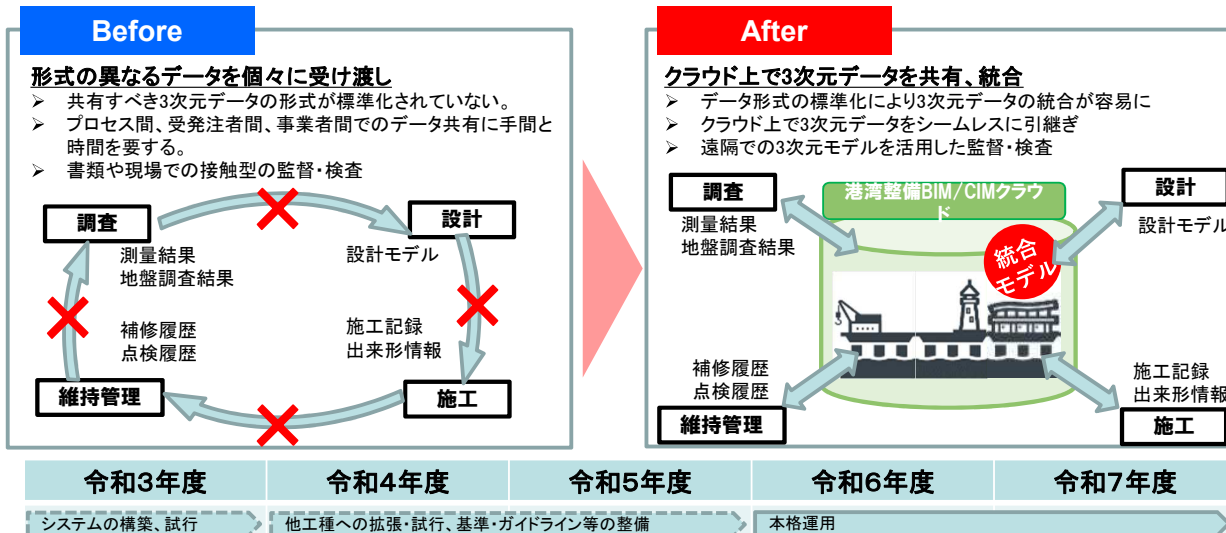 Before
形式の異なるデータを個々に受け渡し
➢ 共有すべき3次元データの形式が標準化されていない。
➢ プロセス間、受発注者間、事業者間でのデータ共有に手間と
時間を要する。
➢ 書類や現場での接触型の監督・検査
調査
測量結果
地盤調査結果
設計
設計モデル
補修履歴
点検履歴
維持管理
施工記録
出来形情報
施工
After
クラウド上で3次元データを共有、統合
➢ データ形式の標準化により3次元データの統合が容易に
➢ クラウド上で3次元データをシームレスに引継ぎ
➢ 遠隔での3次元モデルを活用した監督・検査
調査
測量結果
地盤調査結果
港湾整備BIM/CIMクラウ
ド
統合
モデル
設計
設計モデル
補修履歴
点検履歴
維持管理
施工記録
出来形情報
施工
令和3年度
令和4年度
令和5年度
令和6年度
令和7年度
システムの構築、試行
他工種への拡張・試行、基準・ガイドライン等の整備
本格運用